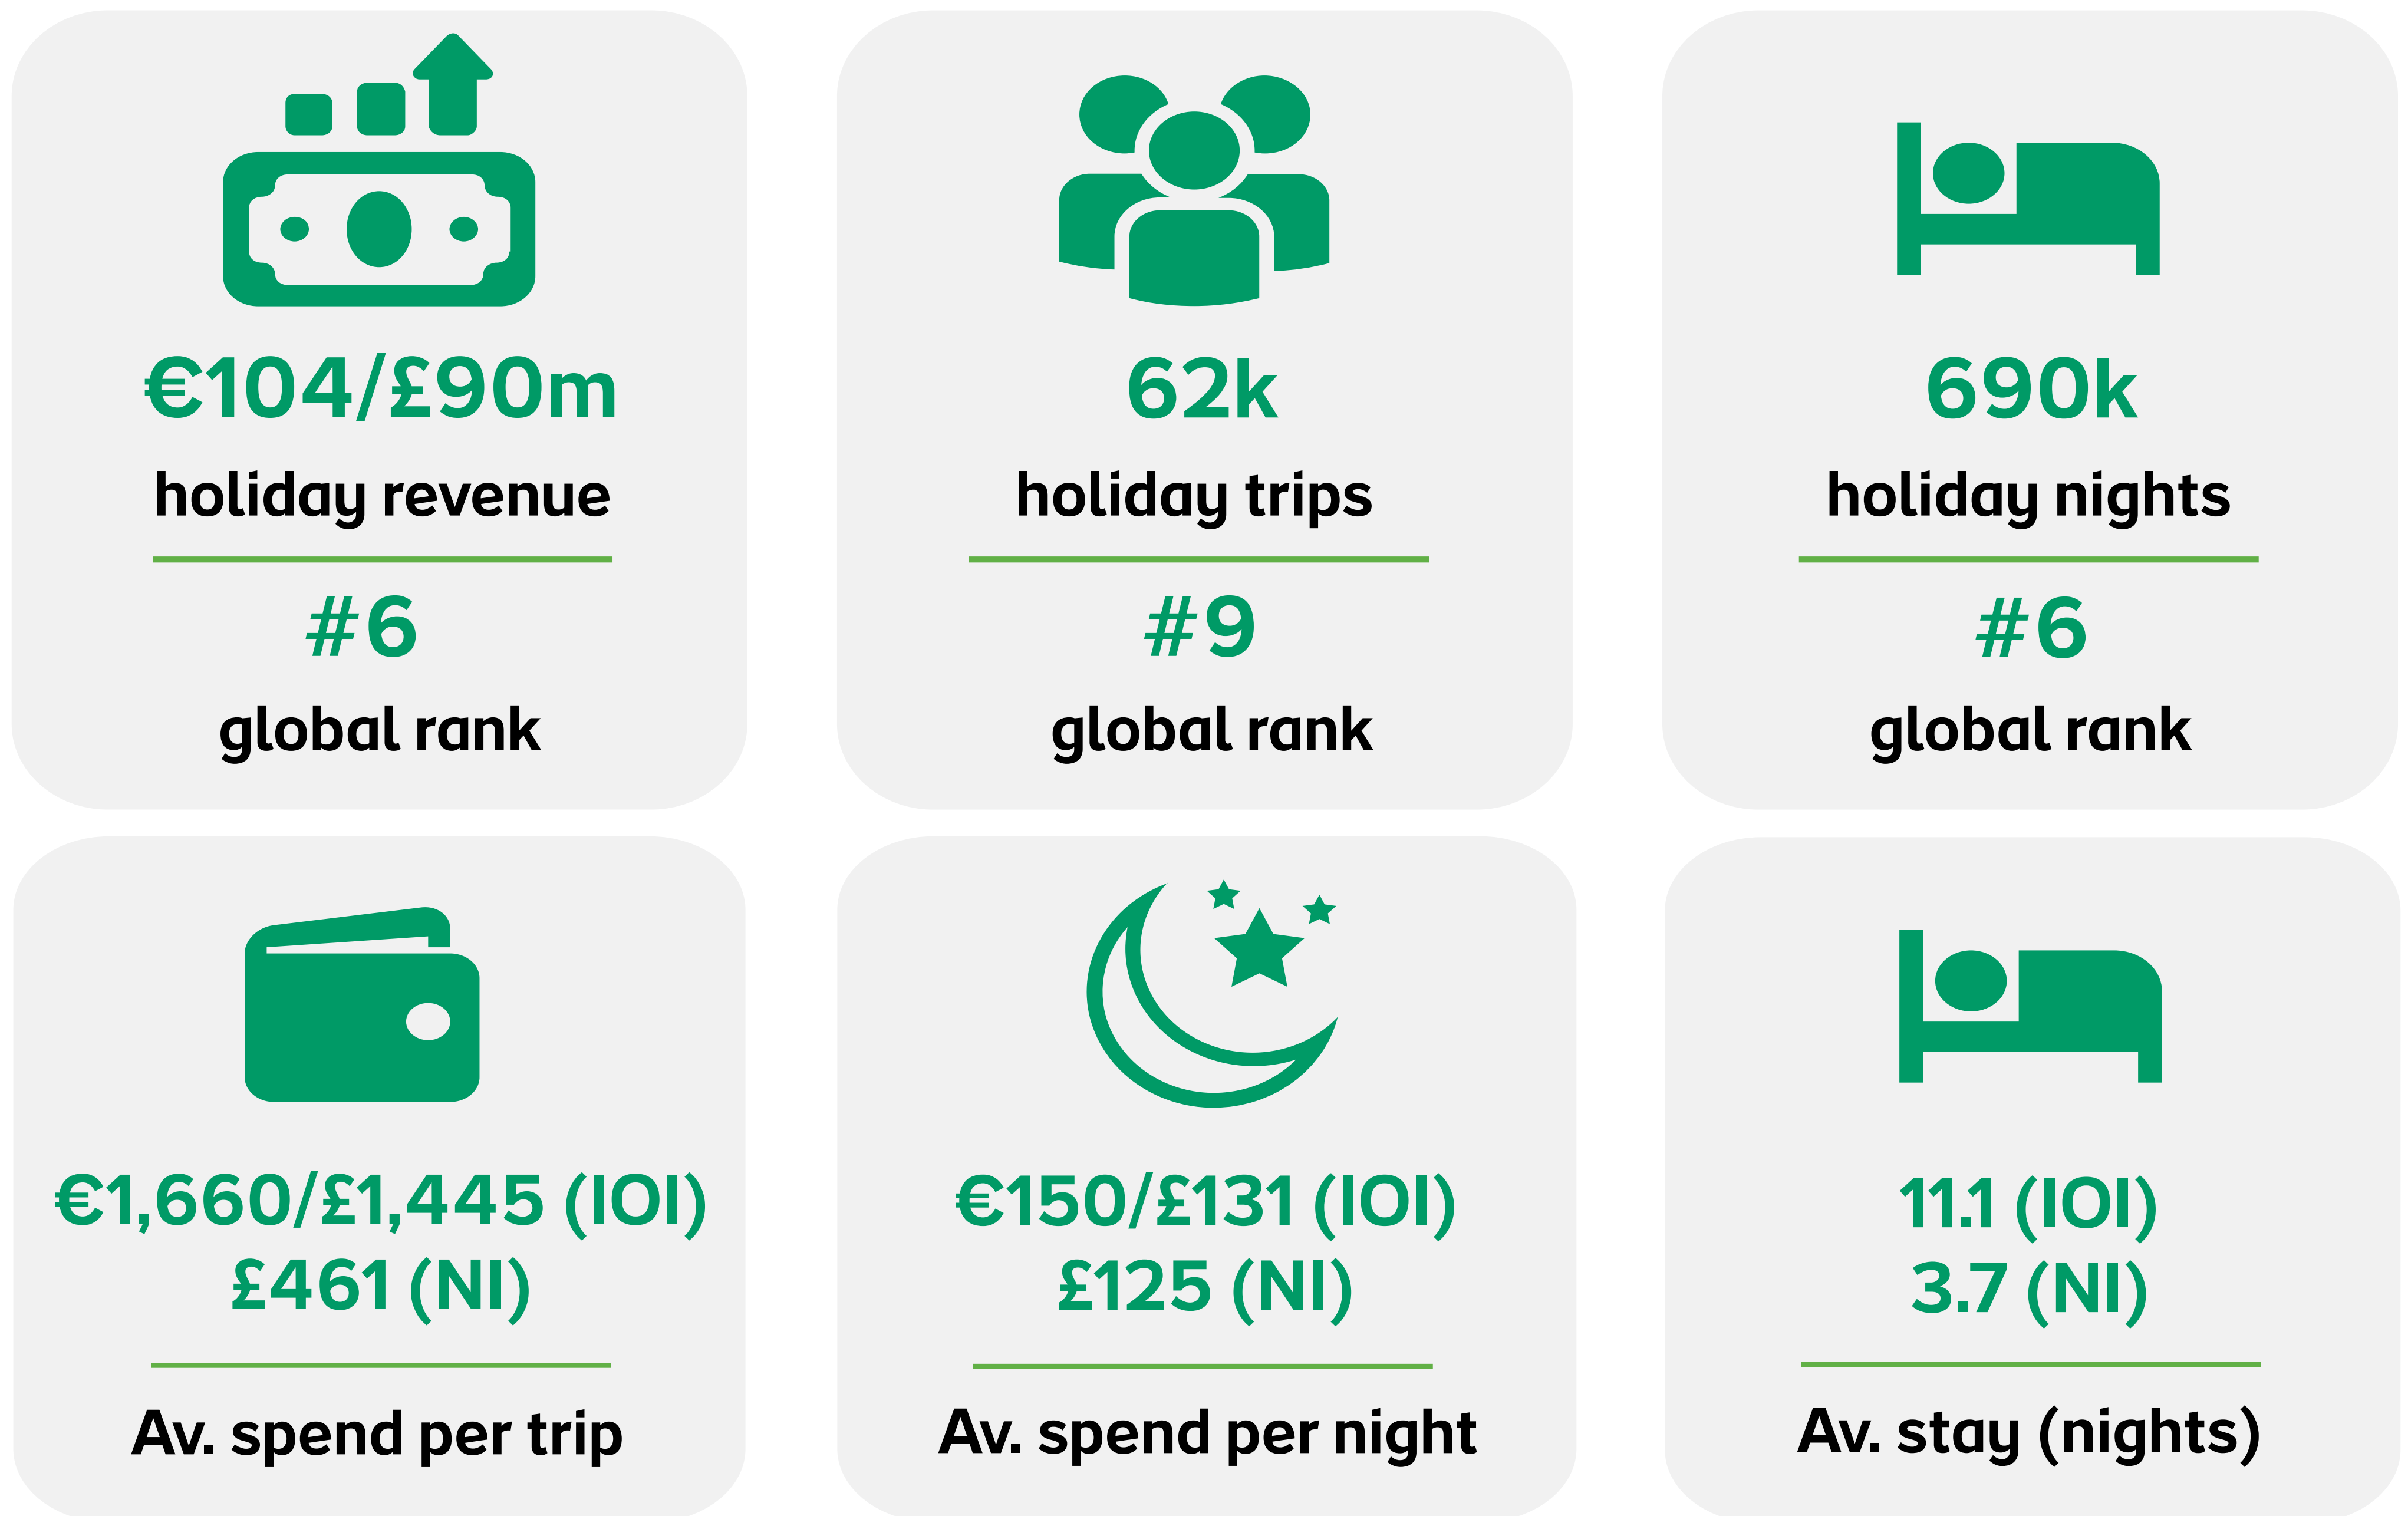 €104/£90m
holiday revenue
#6
global rank
62k
holiday trips
#9
global rank
690k
holiday nights
#6
global rank
€1,660/£1,445 (IOI)
£461 (NI)
Av. spend per trip
€150/£131 (IOI)
£125 (NI)
Av. spend per night
11.1 (IOI)
3.7 (NI)
Av. stay (nights)